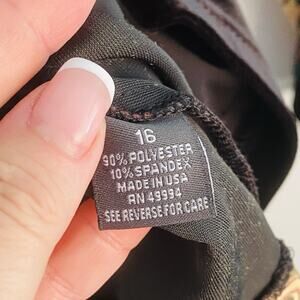 16
90% POLYESTER
10% SPANDEX
MADE IN USA
RN 49994
SEE REVERSE FOR CARE